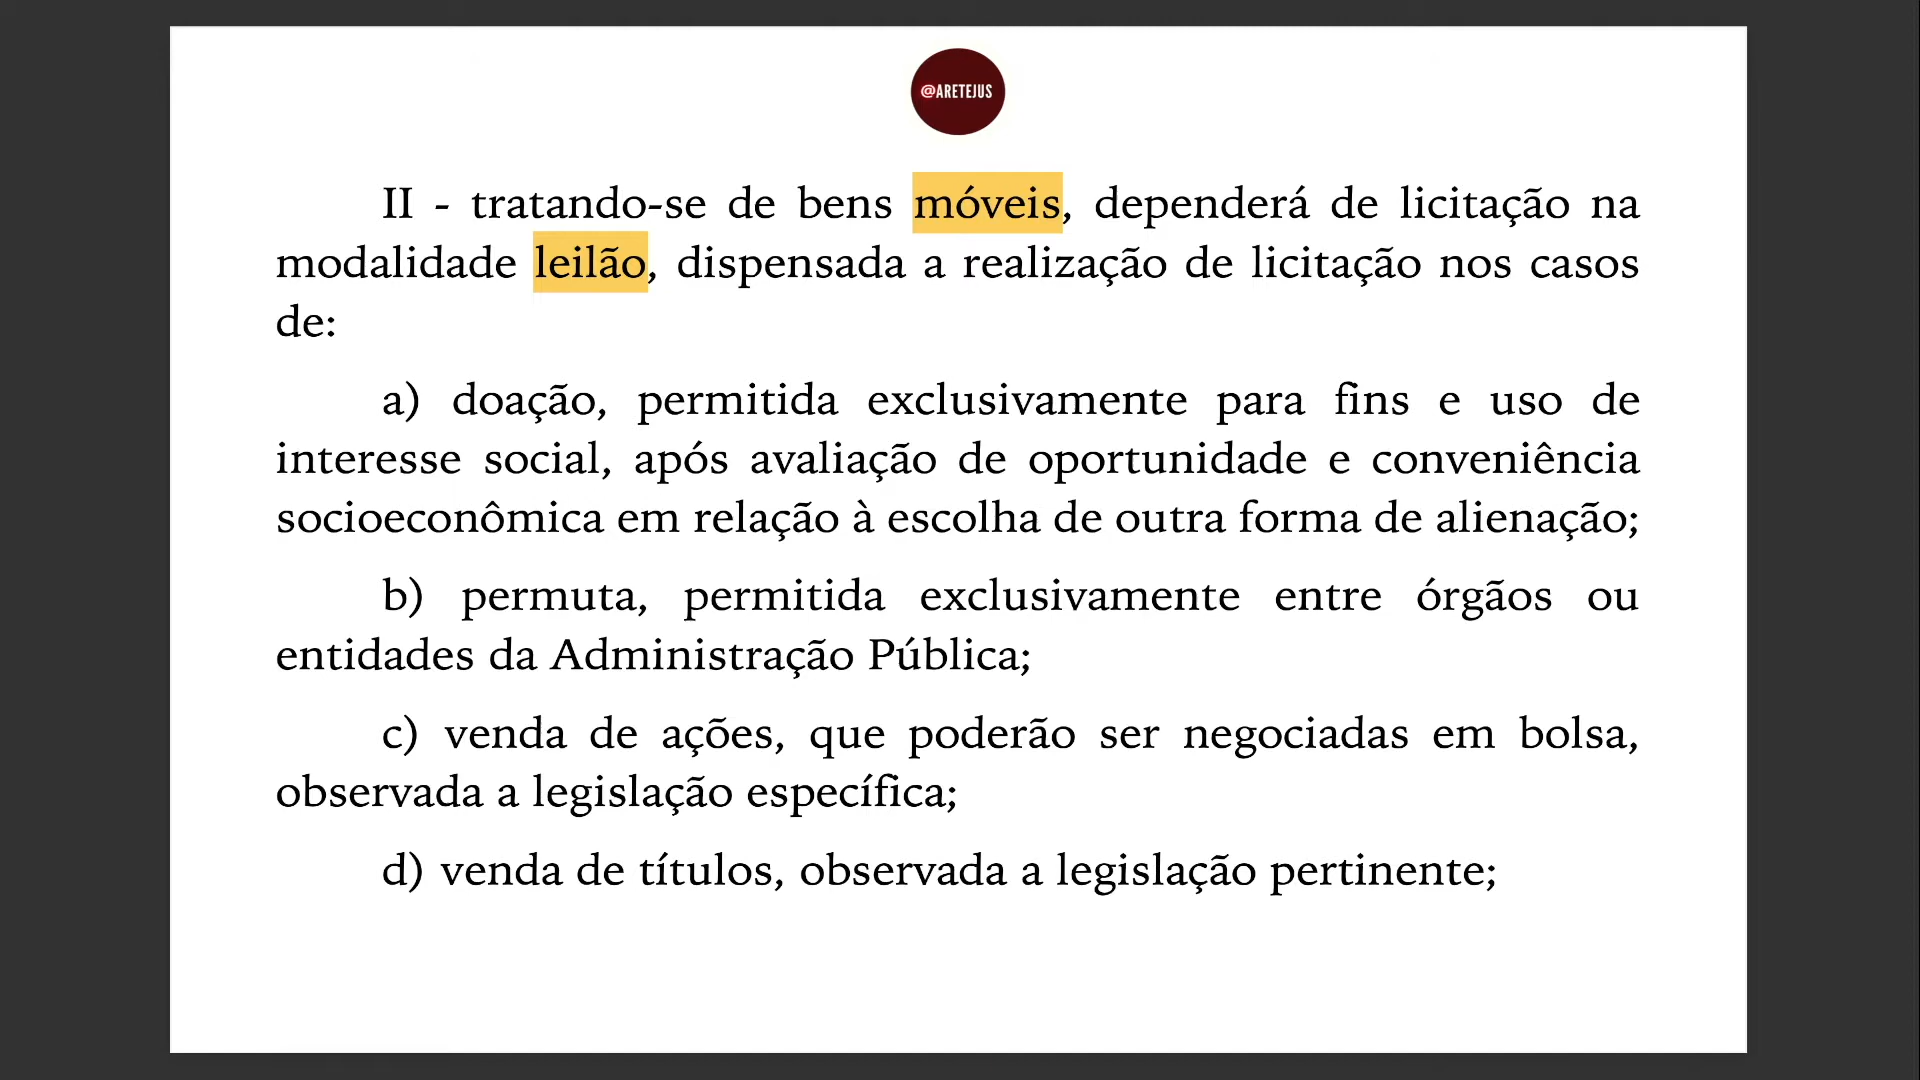 @ARETEJUS
II - tratando-se de bens móveis, dependerá de licitação na
modalidade leilão, dispensada a realização de licitação nos casos
de:
a) doação, permitida exclusivamente para fins e uso de
interesse social, após avaliação de oportunidade e conveniência
socioeconômica em relação à escolha de outra forma de alienação;
b) permuta, permitida exclusivamente entre órgãos ou
entidades da Administração Pública;
c) venda de ações, que poderão ser negociadas em bolsa,
observada a legislação específica;
d) venda de títulos, observada a legislação pertinente;